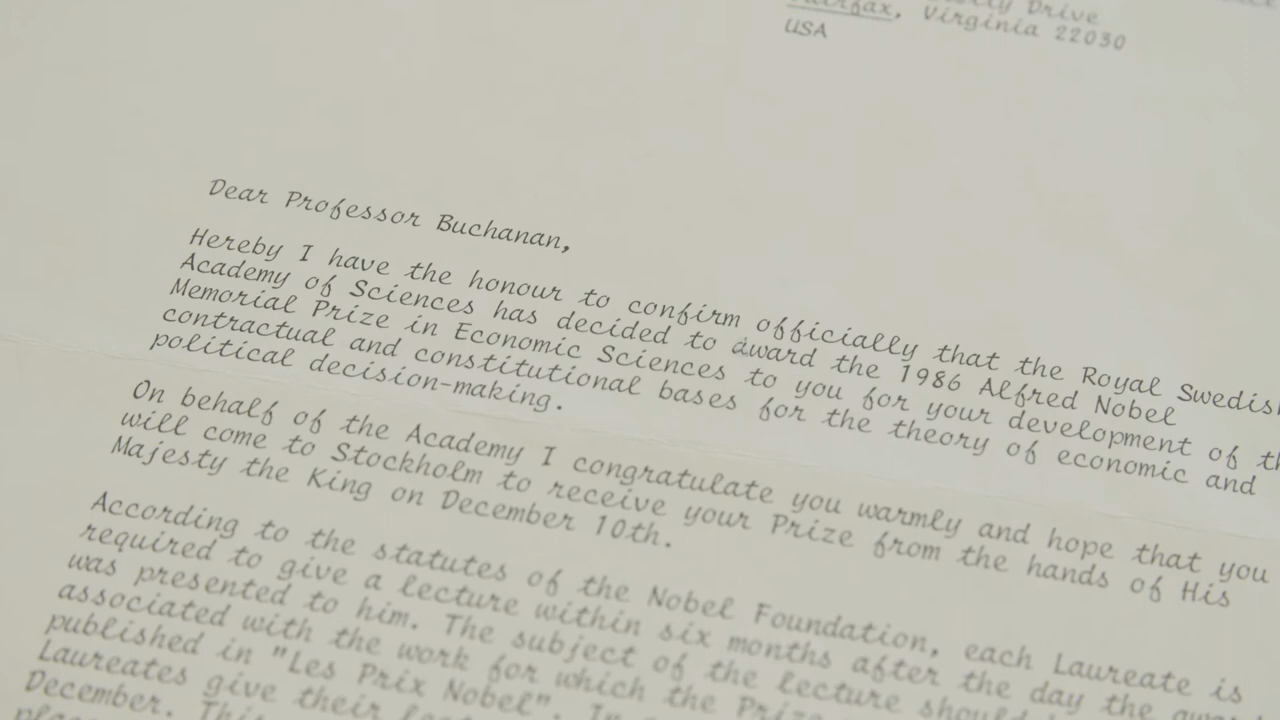 Drive
Fairfax, Virginia 22030
USA
Dear Professor Buchanan,
Hereby I have the honour to confirm officially that the Royal Swedish
Academy of Sciences has decided to award the 1986 Alfred Nobel
Memorial Prize in Economic Sciences to you for your development of the
contractual and constitutional bases for the theory of economic and
political decision-making.
On behalf of the Academy I congratulate you warmly and hope that you
will come to Stockholm to receive your Prize from the hands of His
Majesty the King on December 10th.
According to the statutes of the Nobel Foundation, each Laureate is
required to give a lecture within six months after the day the
was presented to him. The subject of the lecture should
associated with the work for which the Prize
published in "Les Prix Nobel". In
Laureates give their
December. This